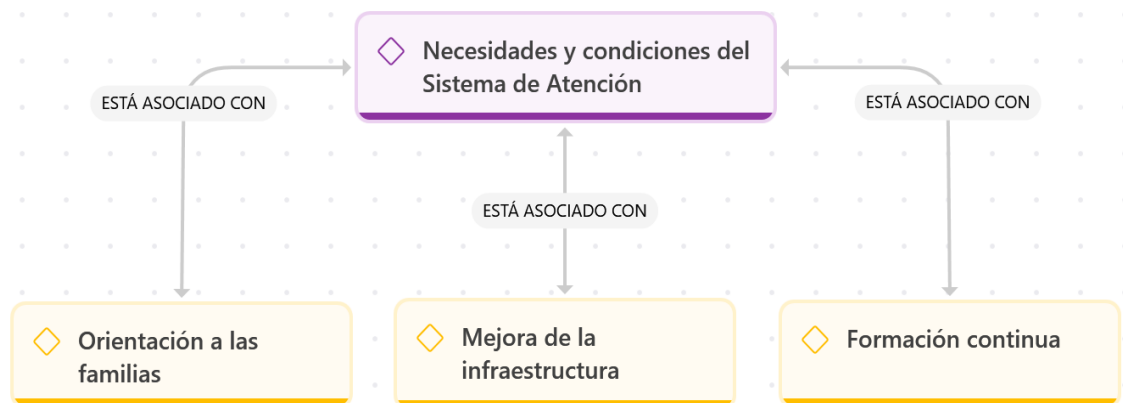 Necesidades y condiciones del
Sistema de Atención
ESTÁ ASOCIADO CON
ESTÁ ASOCIADO CON
ESTÁ ASOCIADO CON
Orientación a las
familias
Mejora de la
infraestructura
Formación continua